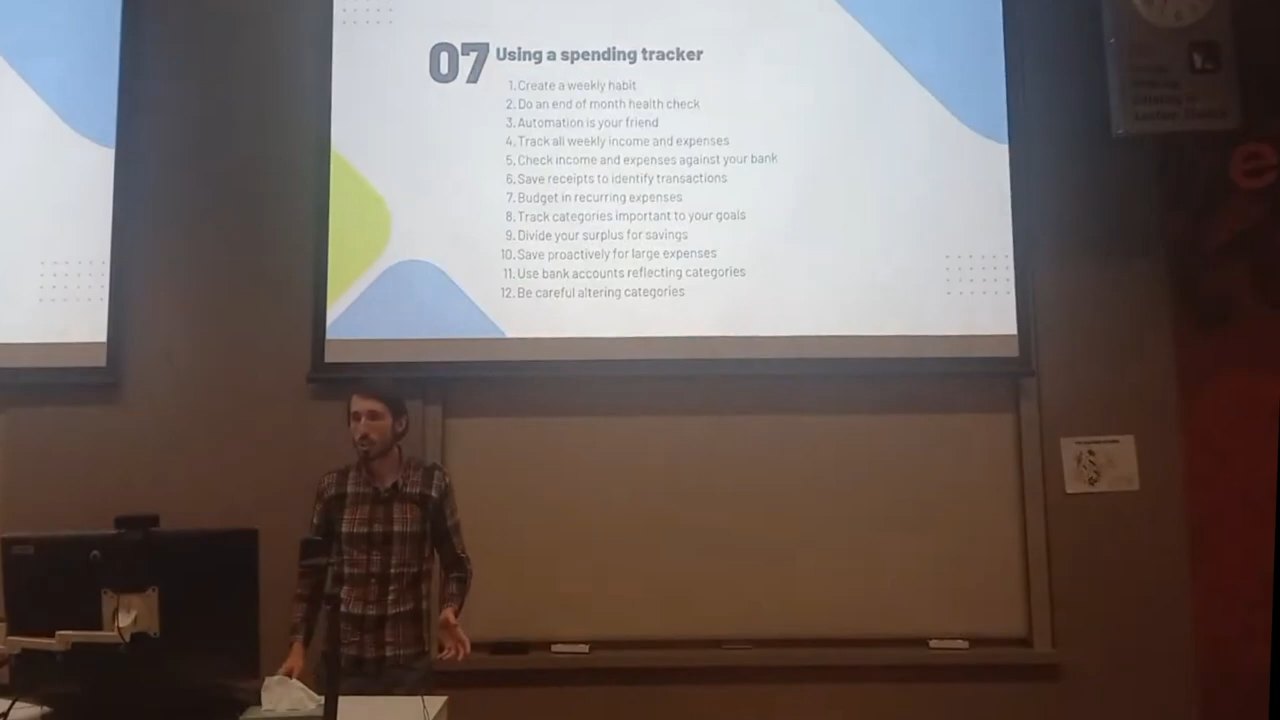 07 Using a spending tracker
1. Create a weekly habit
2. Do an end of month health check
3. Automation is your friend
4. Track all weekly income and expenses
5. Check income and expenses against your bank
6. Save receipts to identify transactions
7. Budget in recurring expenses
8. Track categories important to your goals
9. Divide your surplus for savings
10. Save proactively for large expenses
11. Use bank accounts reflecting categories
12. Be careful altering categories
e